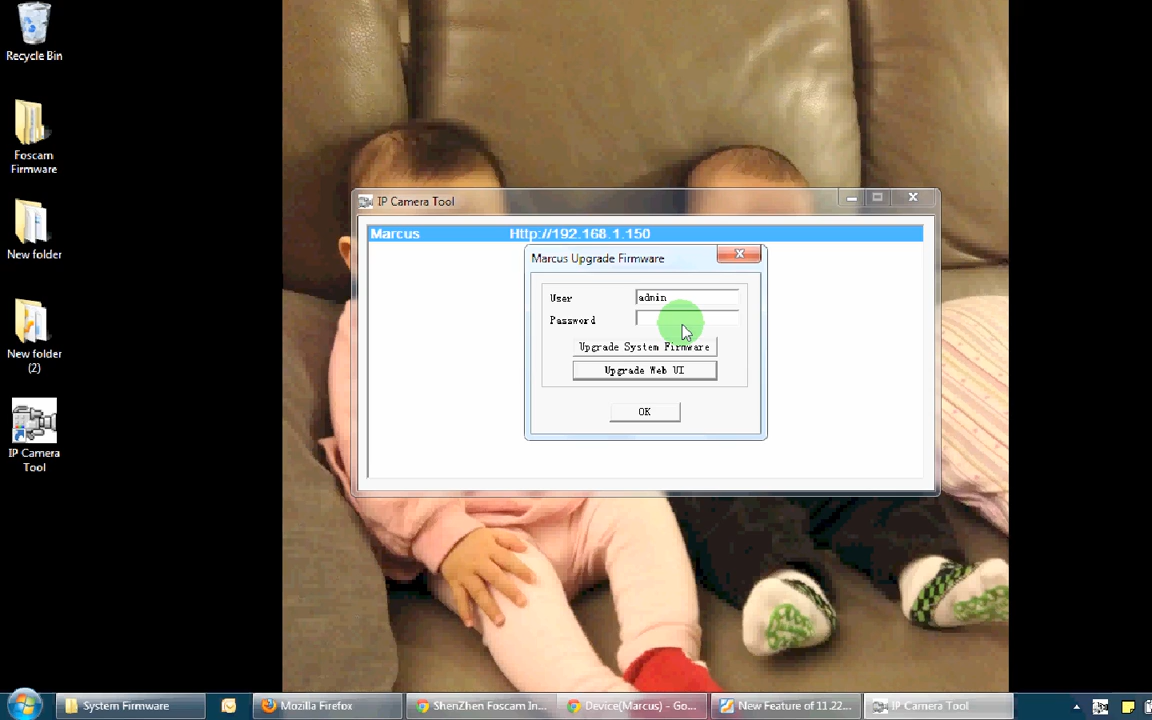 Recycle Bin
Foscam
Firmware
New folder
New folder
(2)
IP Camera
Tool
IP Camera Tool
Marcus Http://192.168.1.150
Marcus Upgrade Firmware
User admin
Password
Upgrade System Firmware
Upgrade Web UI
OK
System Firmware
Mozilla Firefox
ShenZhen Foscam In...
Device(Marcus) - Go...
New Feature of 11.22...
IP Camera Tool